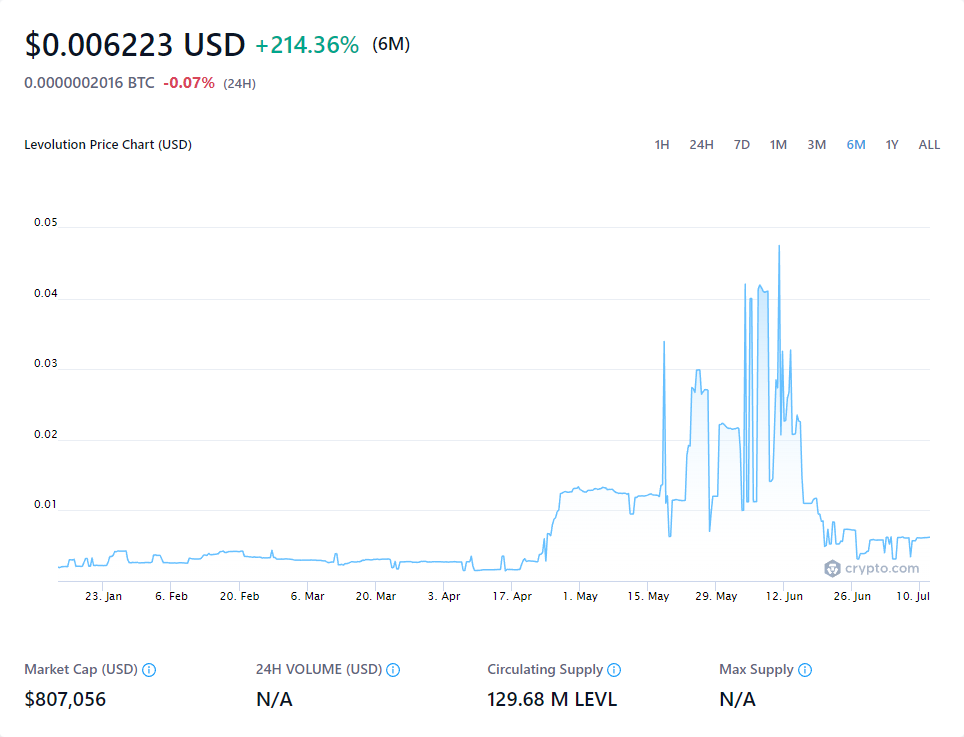 $0.006223 USD +214.36% (6M)
0.0000002016 BTC -0.07% (24H)
Levolution Price Chart (USD) 1H 24H 7D 1M 3M 6M 1Y ALL
0.05
0.04
0.03
0.02
0.01
crypto.com
23. Jan 6. Feb 20. Feb 6. Mar 20. Mar 3. Apr 17. Apr 1. May 15. May 29. May 12. Jun 26. Jun 10. Jul
Market Cap (USD) 24H VOLUME (USD) Circulating Supply Max Supply
$807,056 N/A 129.68 M LEVL N/A